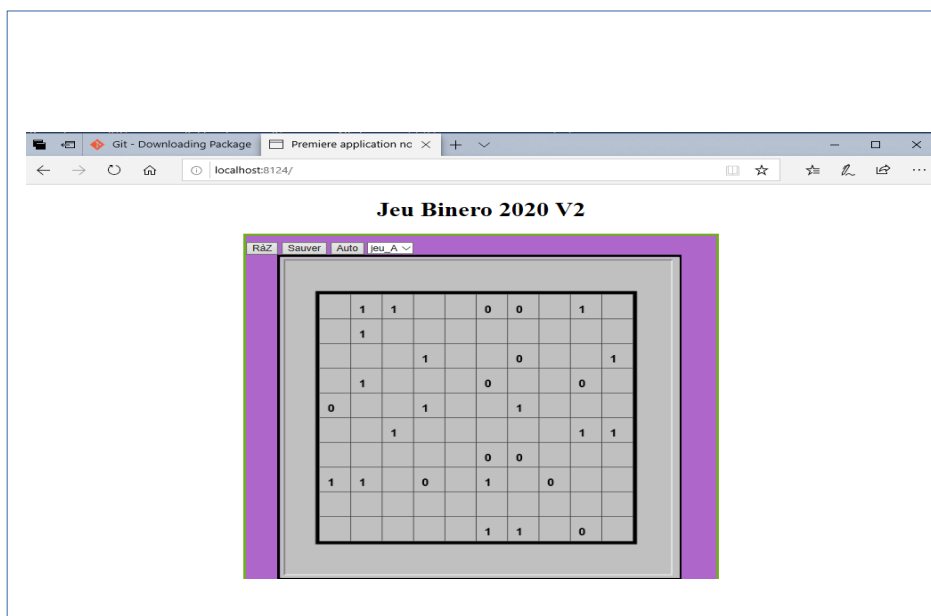 Git - Downloading Package Premiere application nc
localhost:8124/
Jeu Binero 2020 V2
RàZ Sauver Auto jeu_A
1 1 0 0 1
1
1 0 1
1 0 0
0 1 1
1 1 1
0 0
1 1 0 1 0
1 1 0